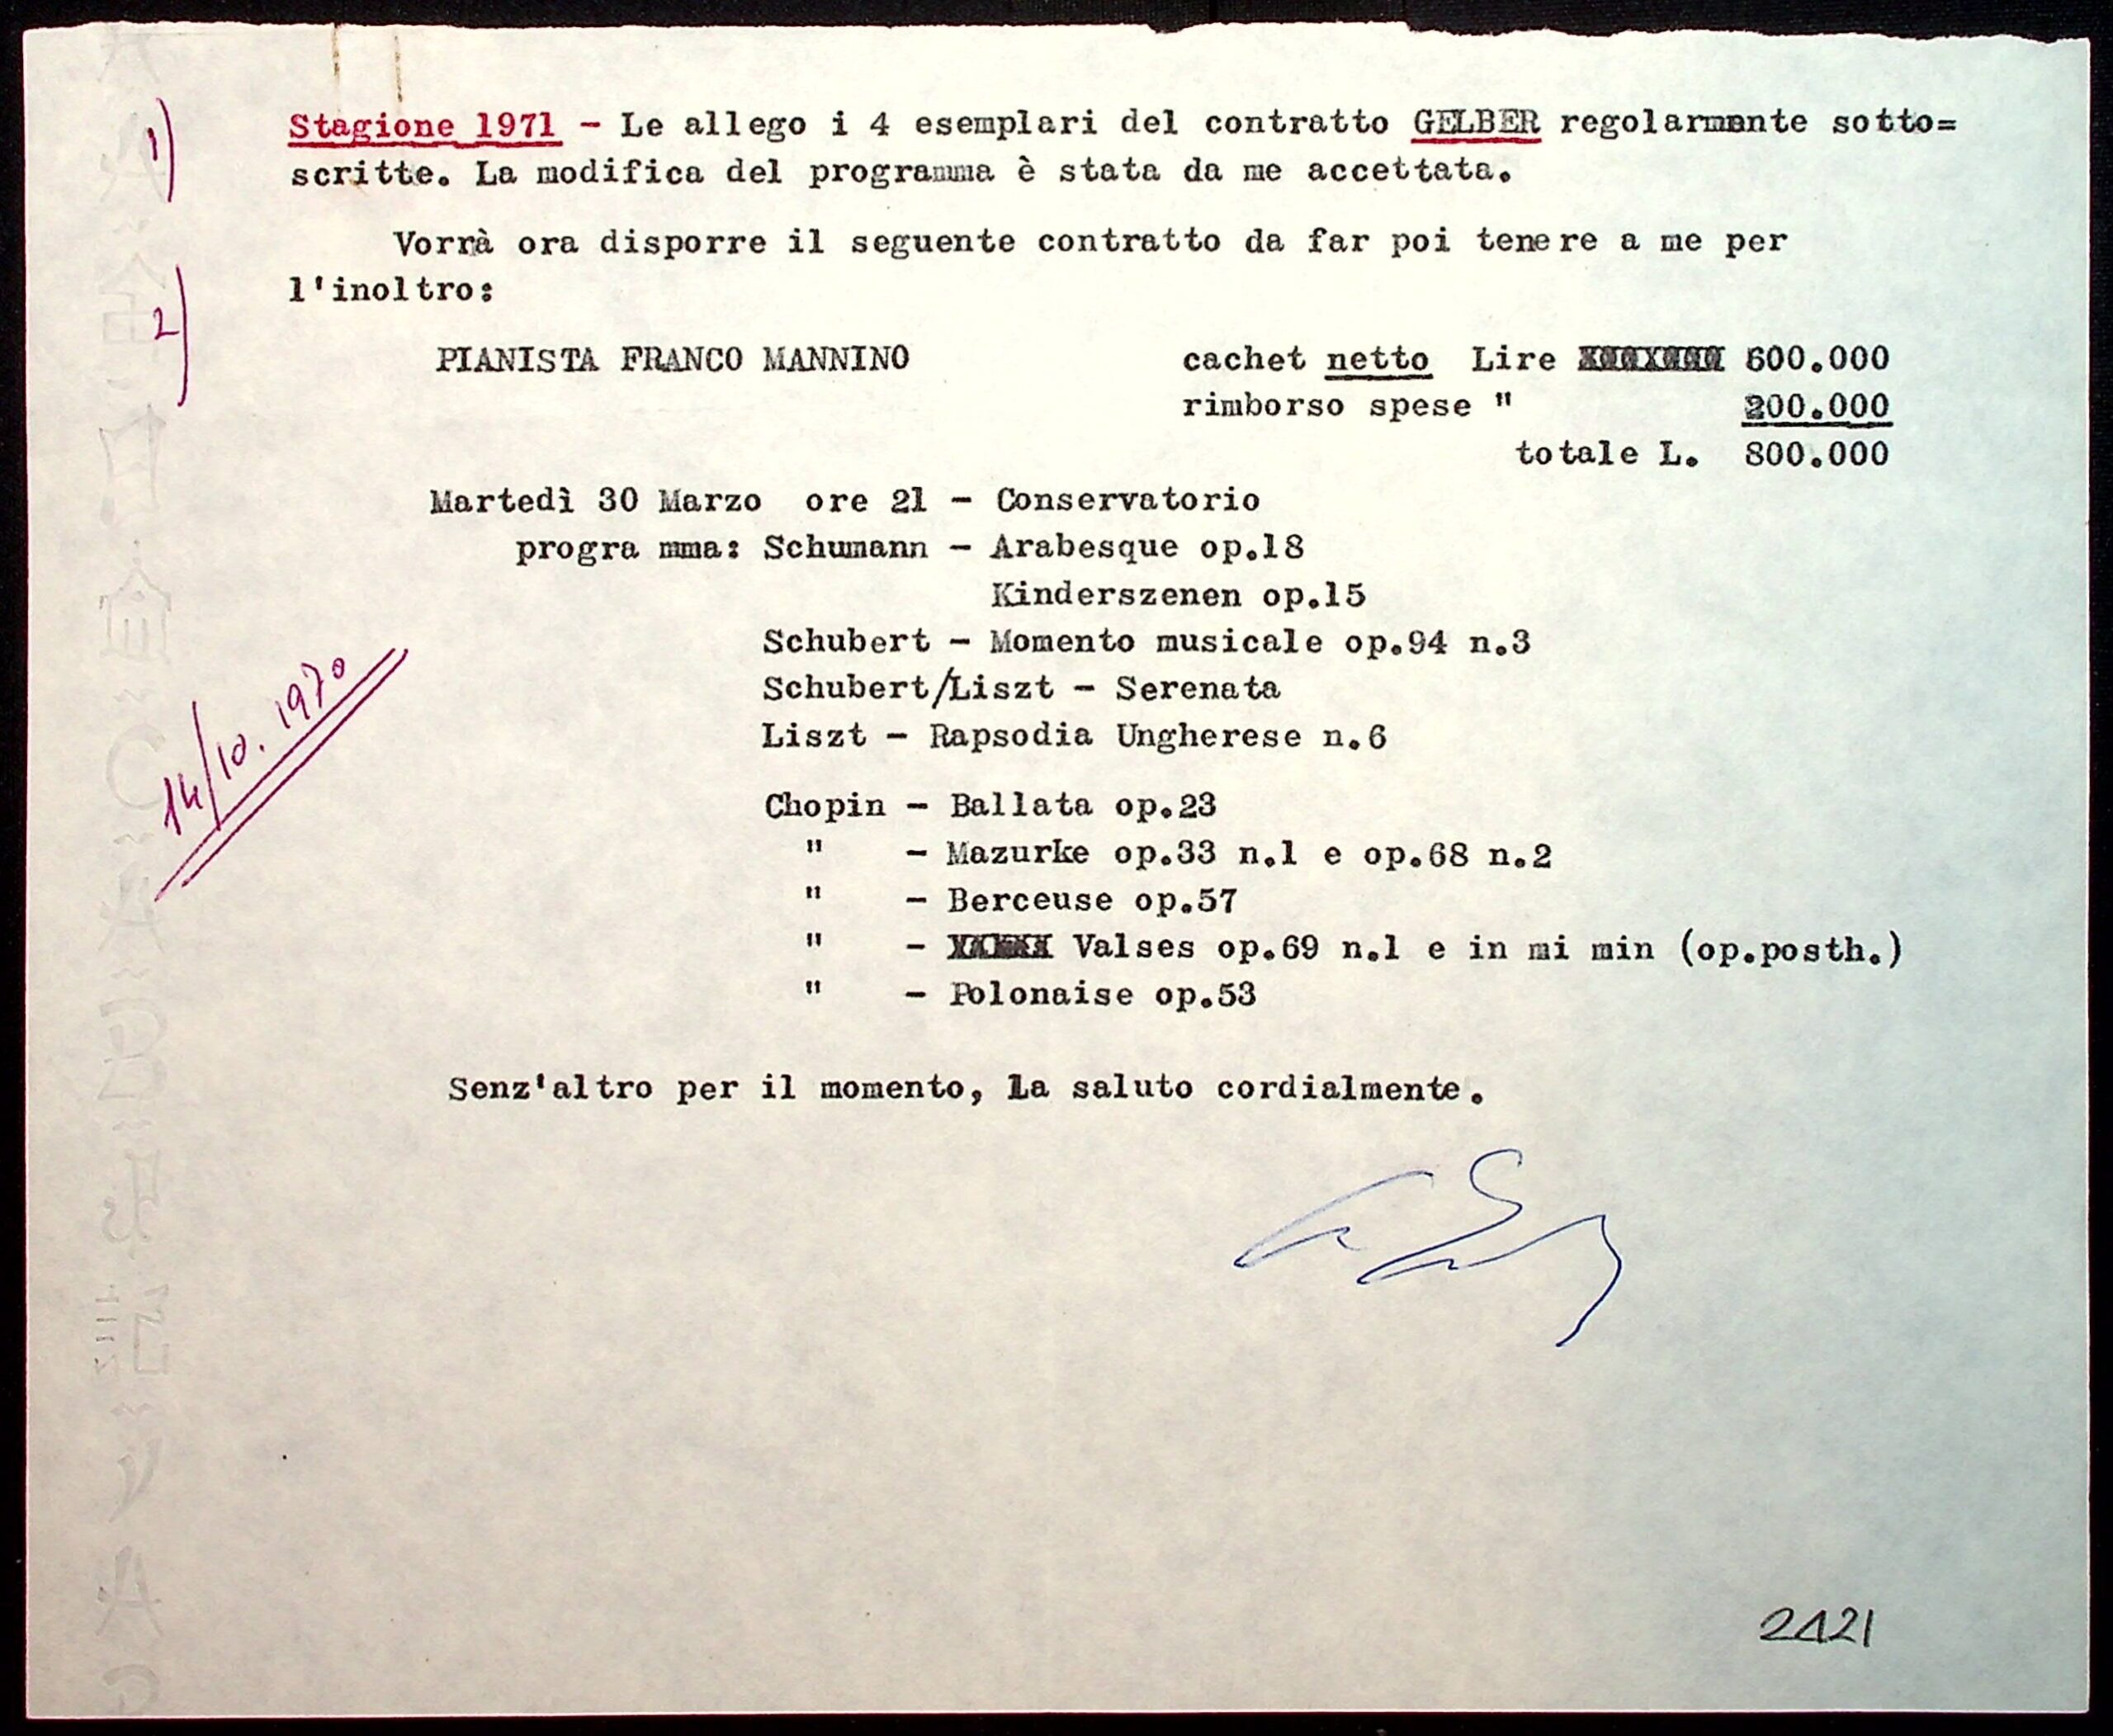 1)
Stagione 1971 - Le allego i 4 esemplari del contratto GELBER regolarmmnte sotto=
scritte. La modifica del programma è stata da me accettata.
Vorrà ora disporre il seguente contratto da far poi tenere a me per
l'inoltro:
2)
PIANISTA FRANCO MANNINO cachet netto Lire 600.000
rimborso spese " 200.000
totale L. 800.000
Martedì 30 Marzo ore 21 - Conservatorio
progra mma: Schumann - Arabesque op.18
Kinderszenen op.15
Schubert - Momento musicale op.94 n.3
Schubert/Liszt - Serenata
Liszt - Rapsodia Ungherese n.6
14/10.1970
Chopin - Ballata op.23
" - Mazurke op.33 n.1 e op.68 n.2
" - Berceuse op.57
" - Valses op.69 n.1 e in mi min (op.posth.)
" - Polonaise op.53
Senz'altro per il momento, La saluto cordialmente.
2121